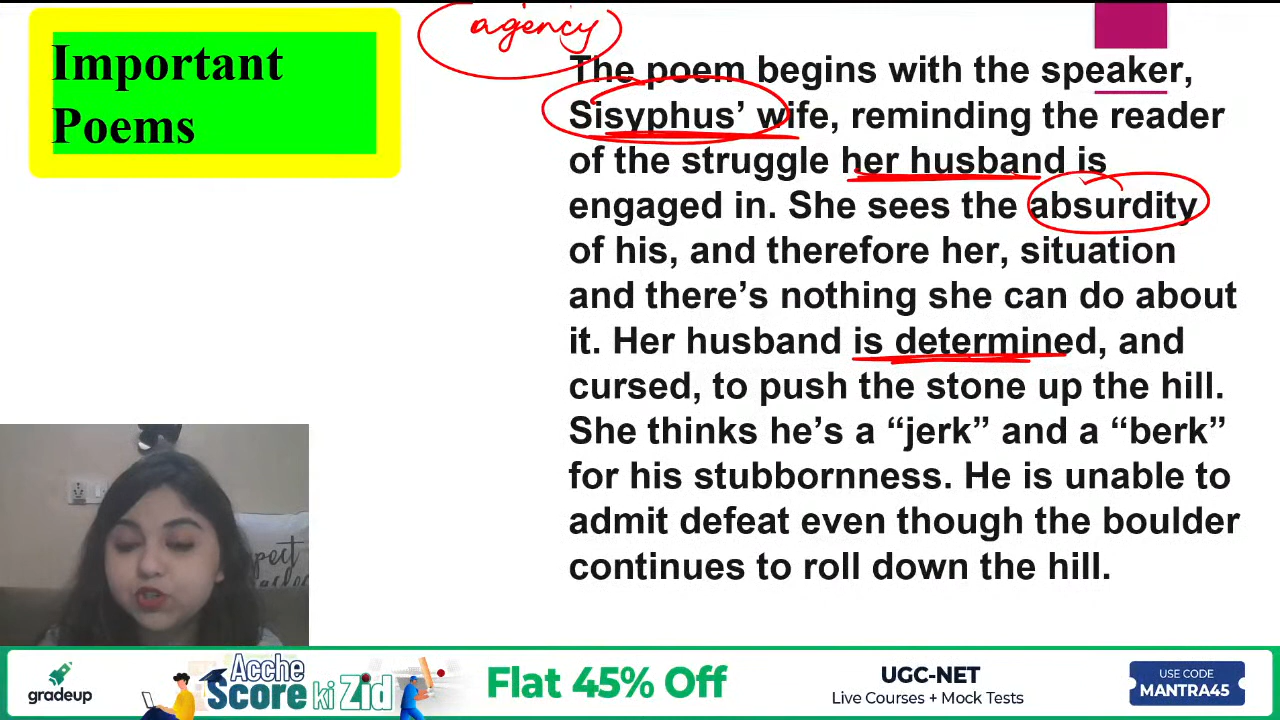 Important
Poems
agency
The poem begins with the speaker,
Sisyphus’ wife, reminding the reader
of the struggle her husband is
engaged in. She sees the absurdity
of his, and therefore her, situation
and there’s nothing she can do about
it. Her husband is determined, and
cursed, to push the stone up the hill.
She thinks he’s a “jerk” and a “berk”
for his stubbornness. He is unable to
admit defeat even though the boulder
continues to roll down the hill.
gradeup
Acche
Score ki Zid
Flat 45% Off
UGC-NET
Live Courses + Mock Tests
USE CODE
MANTRA45